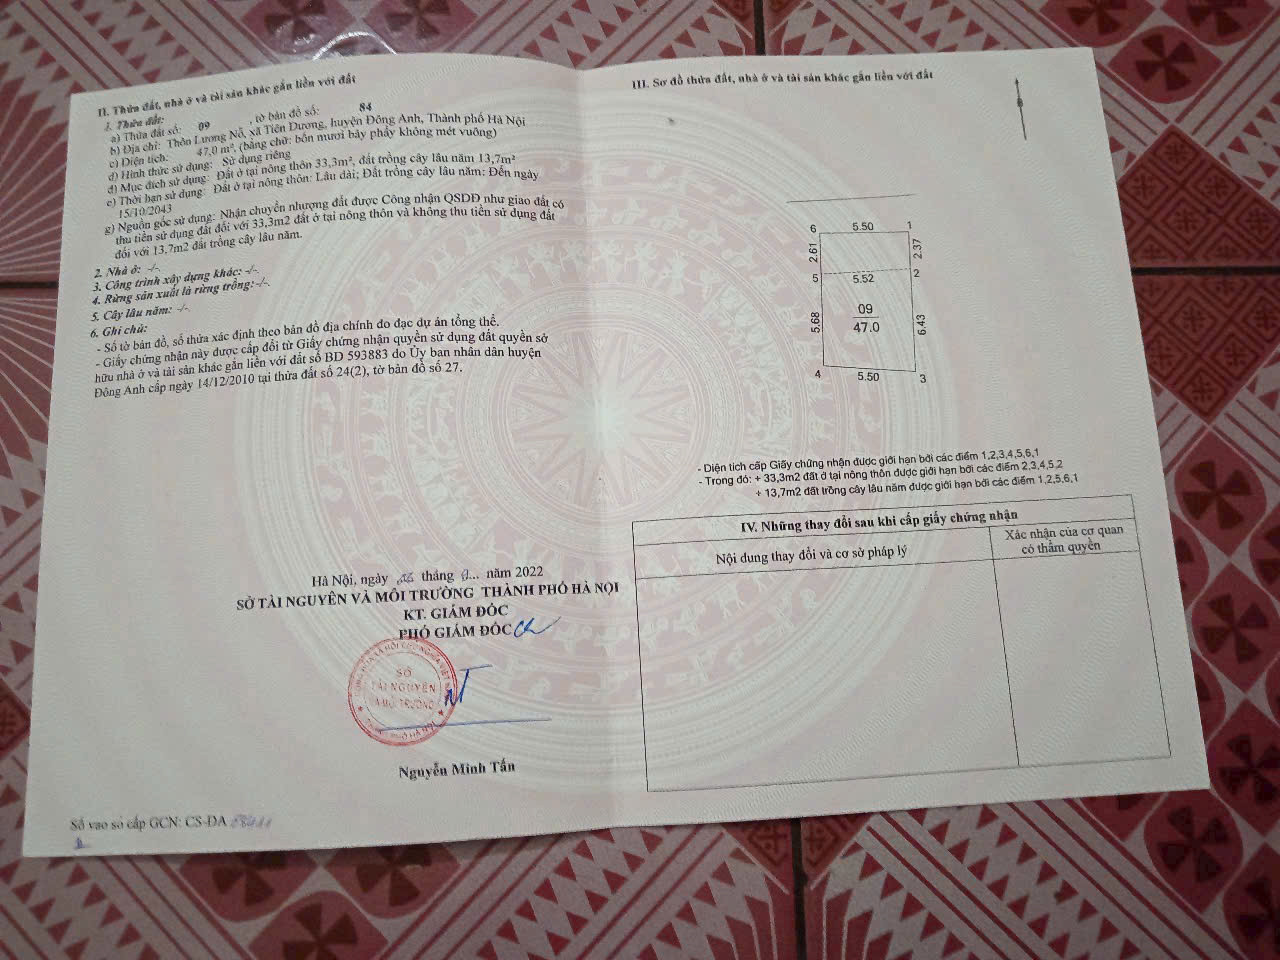 II. Thửa đất, nhà ở và tài sản khác gắn liền với đất
1. Thửa đất:
a) Thửa đất số: 09 , tờ bản đồ số: 84
b) Địa chỉ: Thôn Lương Nỗ, xã Tiên Dương, huyện Đông Anh, Thành phố Hà Nội
c) Diện tích: 47,0 m², (bằng chữ: bốn mươi bảy phẩy không mét vuông)
d) Hình thức sử dụng: Sử dụng riêng
đ) Mục đích sử dụng: Đất ở tại nông thôn 33,3m², đất trồng cây lâu năm 13,7m²
e) Thời hạn sử dụng: Đất ở tại nông thôn: Lâu dài; Đất trồng cây lâu năm: Đến ngày
15/10/2043
g) Nguồn gốc sử dụng: Nhận chuyển nhượng đất được Công nhận QSDĐ như giao đất có
thu tiền sử dụng đất đối với 33,3m2 đất ở tại nông thôn và không thu tiền sử dụng đất
đối với 13,7m2 đất trồng cây lâu năm.
2. Nhà ở: -/-.
3. Công trình xây dựng khác: -/-.
4. Rừng sản xuất là rừng trồng: -/-.
5. Cây lâu năm: -/-.
6. Ghi chú:
- Số tờ bản đồ, số thửa xác định theo bản đồ địa chính đo đạc dự án tổng thể.
- Giấy chứng nhận này được cấp đổi từ Giấy chứng nhận quyền sử dụng đất quyền sở
hữu nhà ở và tài sản khác gắn liền với đất số BD 593883 do Ủy ban nhân dân huyện
Đông Anh cấp ngày 14/12/2010 tại thửa đất số 24(2), tờ bản đồ số 27.
Hà Nội, ngày tháng năm 2022
SỞ TÀI NGUYÊN VÀ MÔI TRƯỜNG THÀNH PHỐ HÀ NỘI
KT. GIÁM ĐỐC
PHÓ GIÁM ĐỐC
SỞ
TÀI NGUYÊN
VÀ MÔI TRƯỜNG
Nguyễn Minh Tấn
Số vào sổ cấp GCN: CS-ĐA
III. Sơ đồ thửa đất, nhà ở và tài sản khác gắn liền với đất
6 5.50 1
2.61 2.37
5 5.52 2
09
47.0
5.68 6.43
4 5.50 3
- Diện tích cấp Giấy chứng nhận được giới hạn bởi các điểm 1,2,3,4,5,6,1
- Trong đó: + 33,3m2 đất ở tại nông thôn được giới hạn bởi các điểm 2,3,4,5,2
+ 13,7m2 đất trồng cây lâu năm được giới hạn bởi các điểm 1,2,5,6,1
IV. Những thay đổi sau khi cấp giấy chứng nhận
Nội dung thay đổi và cơ sở pháp lý
Xác nhận của cơ quan
có thẩm quyền